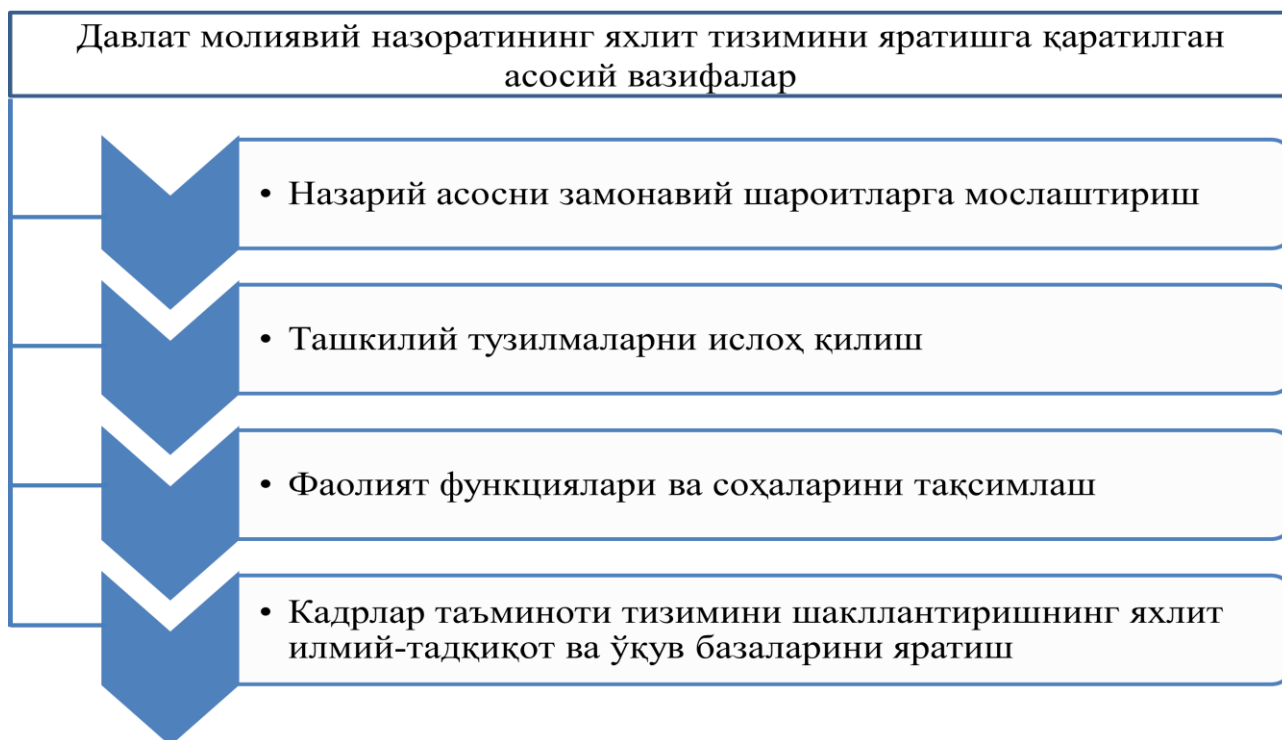 Давлат молиявий назоратининг яхлит тизимини яратишга қаратилган
асосий вазифалар
• Назарий асосни замонавий шароитларга мослаштириш
• Ташкилий тузилмаларни ислоҳ қилиш
• Фаолият функциялари ва соҳаларини тақсимлаш
• Кадрлар таъминоти тизимини шакллантиришнинг яхлит
илмий-тадқиқот ва ўқув базаларини яратиш